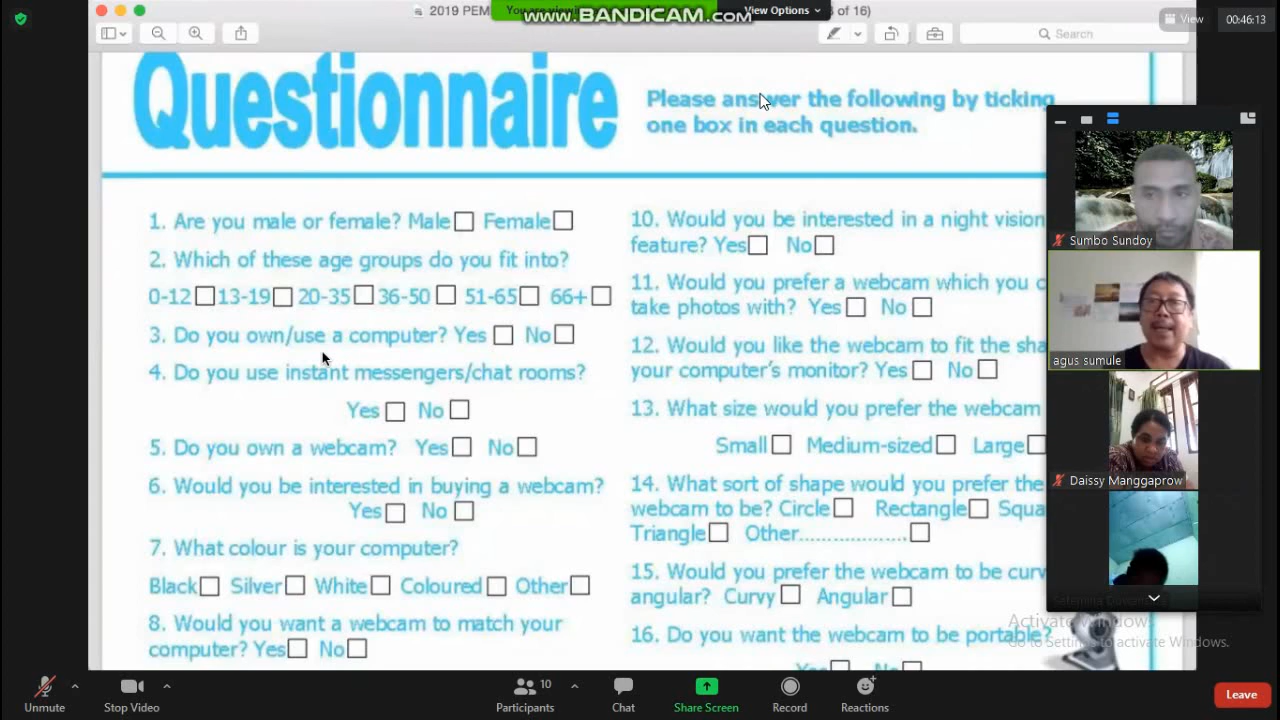 2019 PEM
You are viewing
View Options
of 16)
WWW.BANDICAM.COM
View
00:46:13
Search
Questionnaire
Please answer the following by ticking
one box in each question.
1. Are you male or female? Male Female
2. Which of these age groups do you fit into?
0-12 13-19 20-35 36-50 51-65 66+
3. Do you own/use a computer? Yes No
4. Do you use instant messengers/chat rooms?
Yes No
5. Do you own a webcam? Yes No
6. Would you be interested in buying a webcam?
Yes No
7. What colour is your computer?
Black Silver White Coloured Other
8. Would you want a webcam to match your
computer? Yes No
10. Would you be interested in a night vision
feature? Yes No
11. Would you prefer a webcam which you c
take photos with? Yes No
12. Would you like the webcam to fit the sha
your computer's monitor? Yes No
13. What size would you prefer the webcam
Small Medium-sized Large
14. What sort of shape would you prefer the
webcam to be? Circle Rectangle Squa
Triangle Other..................
15. Would you prefer the webcam to be curv
angular? Curvy Angular
16. Do you want the webcam to be portable?
Yes No
Sumbo Sundoy
agus sumule
Daissy Manggaprow
Activate Windows
Go to Settings to activate Windows.
Unmute
Stop Video
10
Participants
Chat
Share Screen
Record
Reactions
Leave